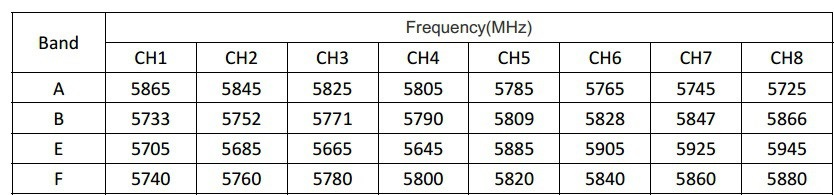 Band Frequency(MHz)
CH1 CH2 CH3 CH4 CH5 CH6 CH7 CH8
A 5865 5845 5825 5805 5785 5765 5745 5725
B 5733 5752 5771 5790 5809 5828 5847 5866
E 5705 5685 5665 5645 5885 5905 5925 5945
F 5740 5760 5780 5800 5820 5840 5860 5880